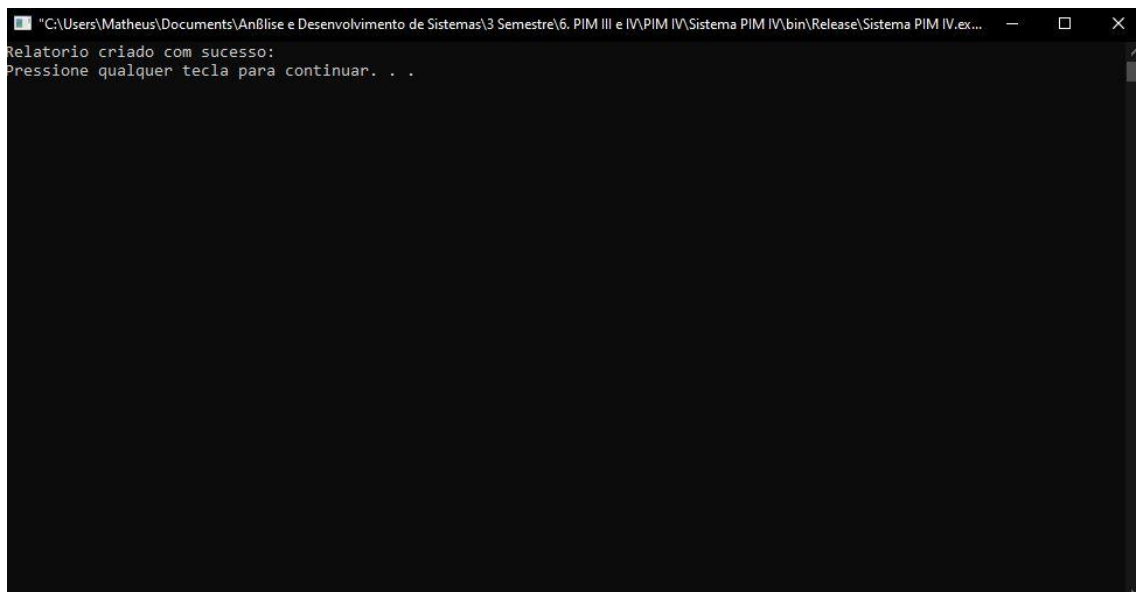 "C:\Users\Matheus\Documents\Anßlise e Desenvolvimento de Sistemas\3 Semestre\6. PIM III e IV\PIM IV\Sistema PIM IV\bin\Release\Sistema PIM IV.ex...
Relatorio criado com sucesso:
Pressione qualquer tecla para continuar. . .